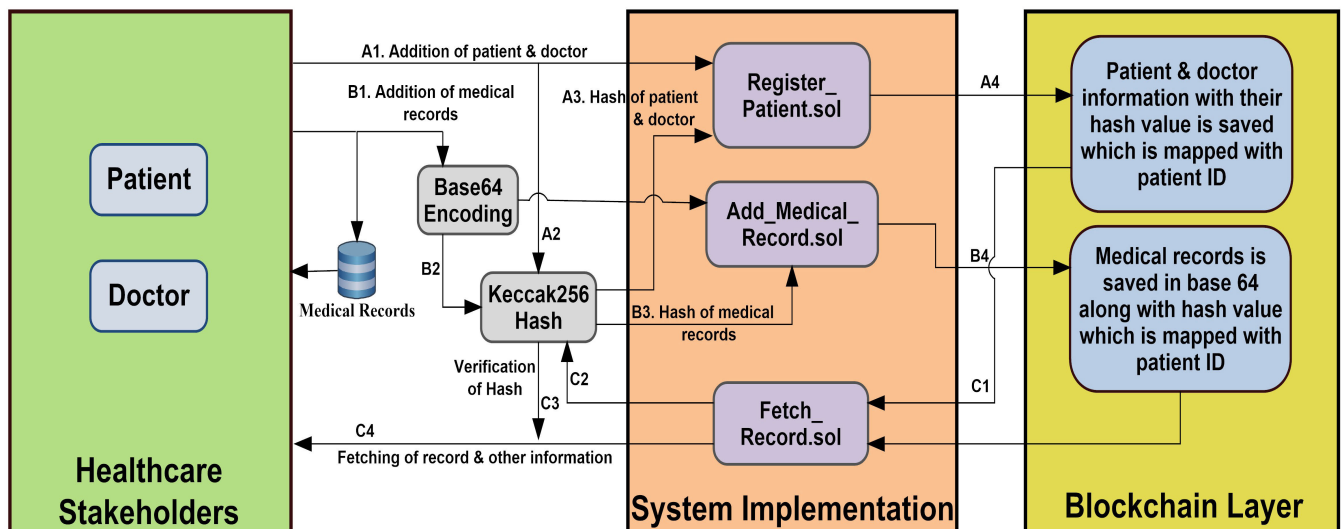 A1. Addition of patient & doctor
B1. Addition of medical
records
Patient
Doctor
Medical Records
Base64
Encoding
A2
B2
Keccak256
Hash
A3. Hash of patient
& doctor
B3. Hash of medical
records
Verification
of Hash
C2
C3
C4
Fetching of record & other information
Healthcare
Stakeholders
Register_
Patient.sol
Add_Medical_
Record.sol
Fetch_
Record.sol
System Implementation
A4
B4
C1
Patient & doctor
information with their
hash value is saved
which is mapped with
patient ID
Medical records is
saved in base 64
along with hash value
which is mapped with
patient ID
Blockchain Layer